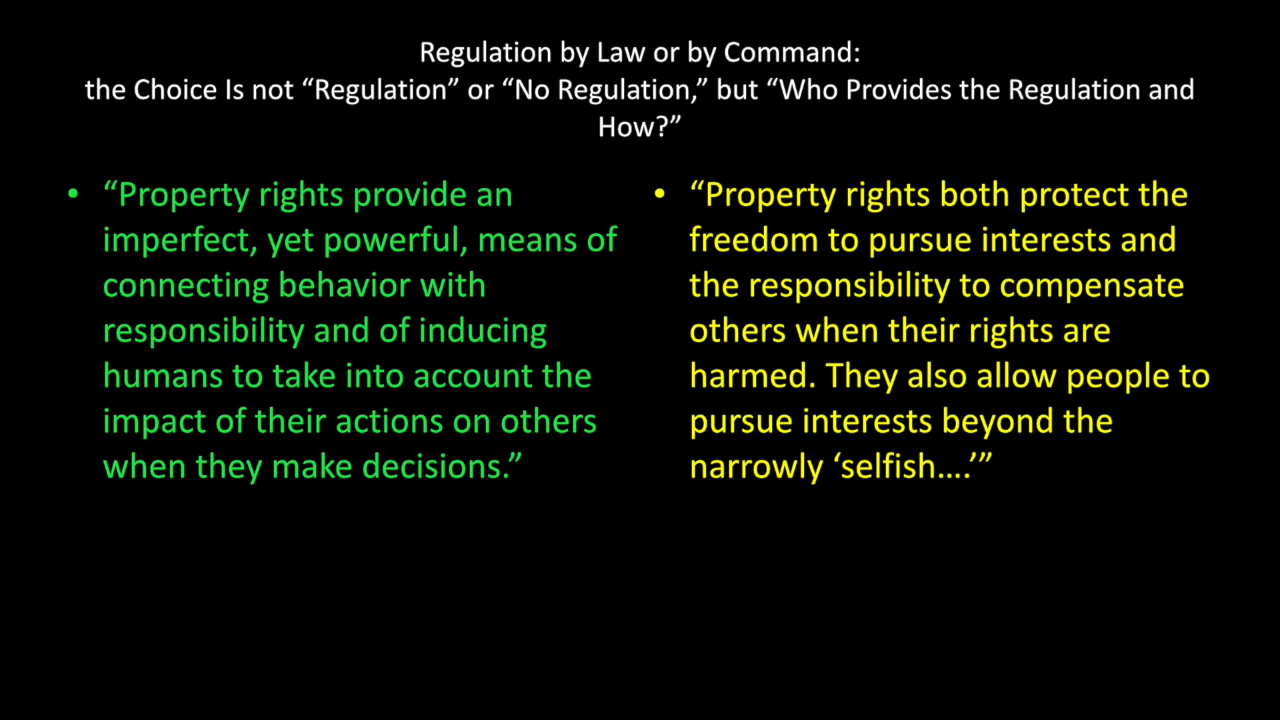 Regulation by Law or by Command:
the Choice Is not “Regulation” or “No Regulation,” but “Who Provides the Regulation and
How?”
• “Property rights provide an
imperfect, yet powerful, means of
connecting behavior with
responsibility and of inducing
humans to take into account the
impact of their actions on others
when they make decisions.”
• “Property rights both protect the
freedom to pursue interests and
the responsibility to compensate
others when their rights are
harmed. They also allow people to
pursue interests beyond the
narrowly ‘selfish….’”